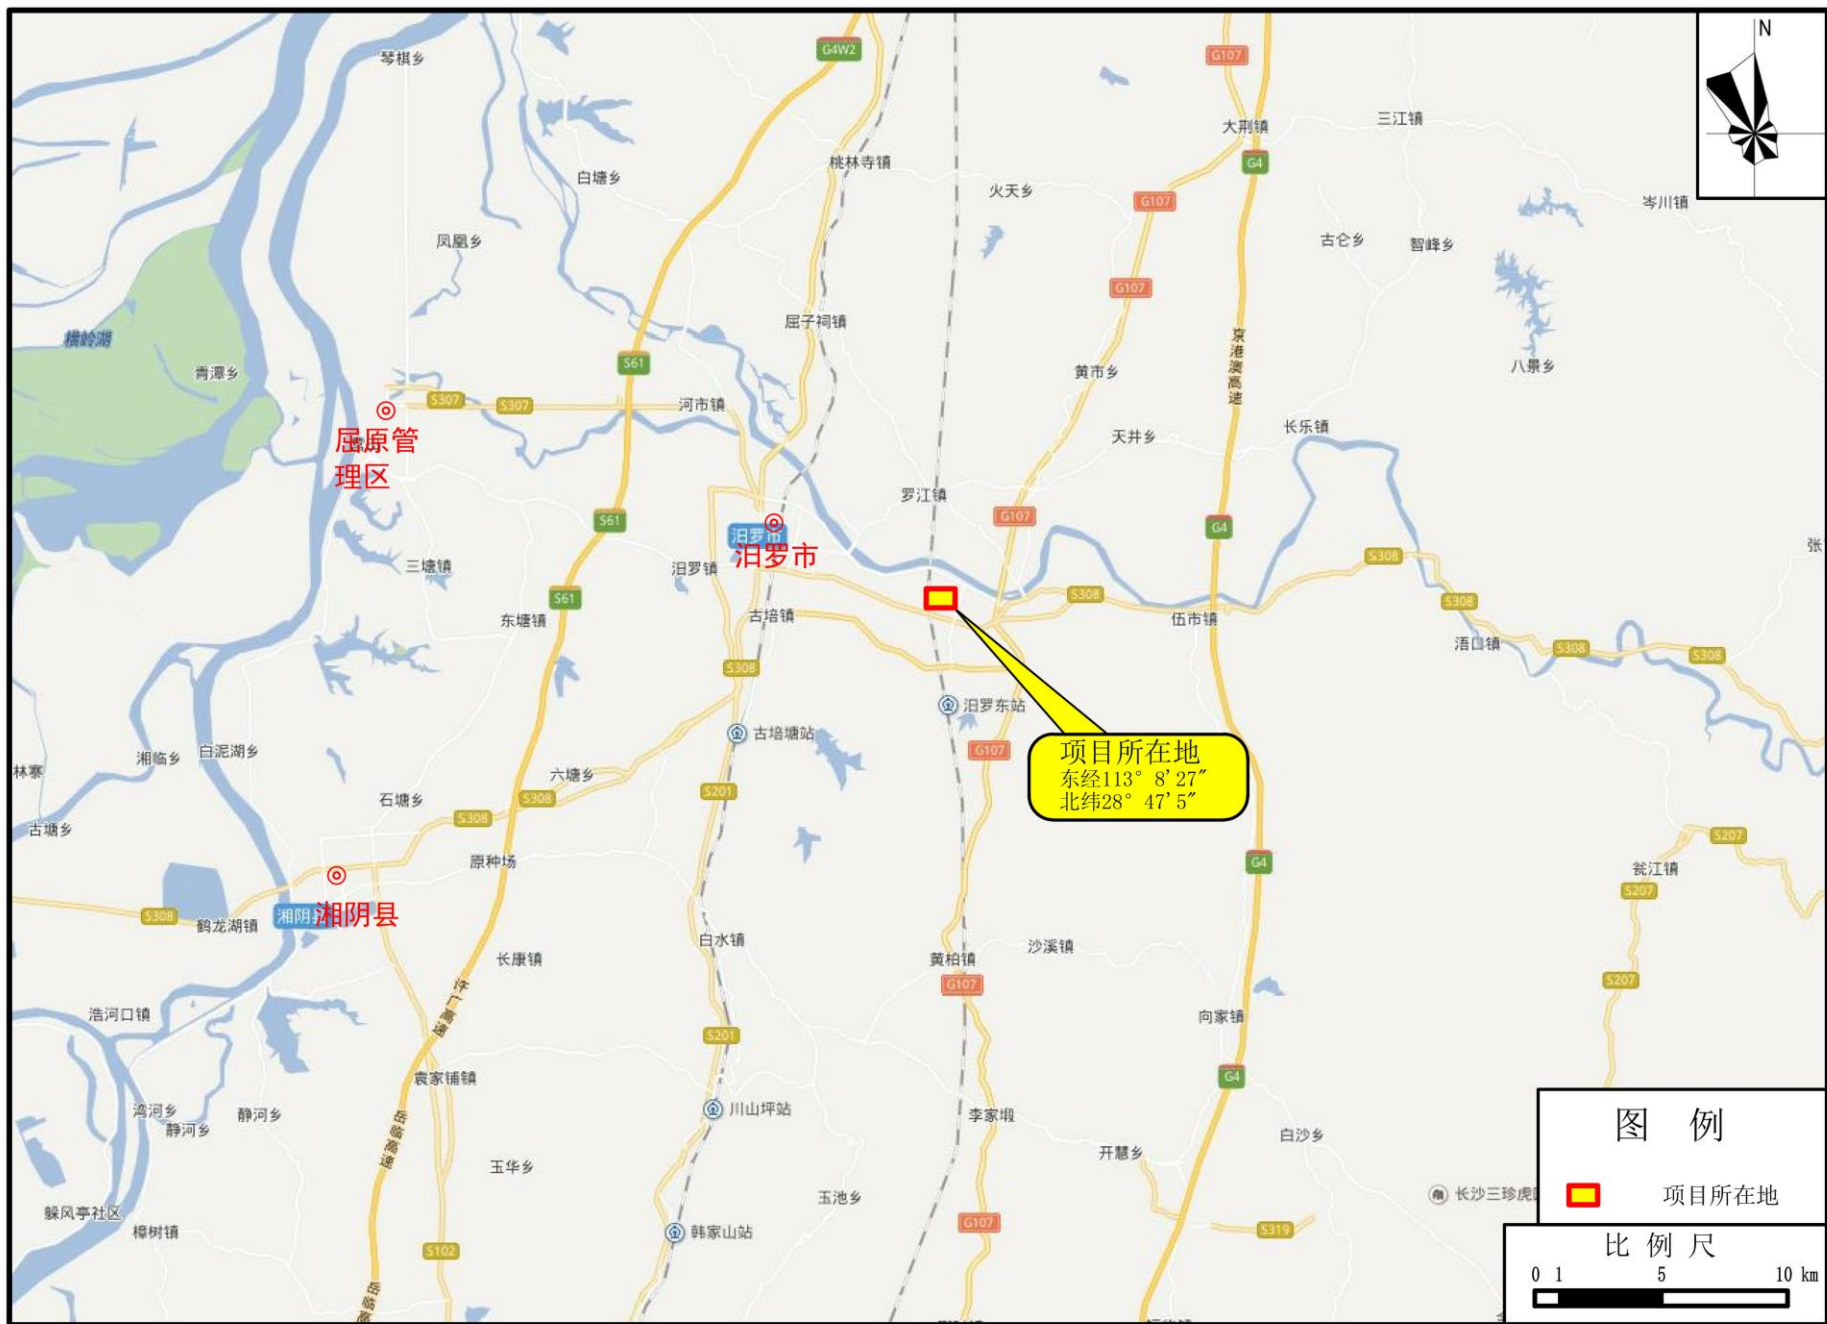 N
琴棋乡
G4W2
G107
大荆镇
三江镇
桃林寺镇
G4
白塘乡
火天乡
G107
岑川镇
凤凰乡
古仑乡
智峰乡
G107
屈子祠镇
横岭湖
S61
京港澳高速
青潭乡
黄市乡
八景乡
S307
S307
河市镇
屈原管
理区
天井乡
长乐镇
罗江镇
S61
G107
G4
汨罗市
汨罗市
张
S308
三塘镇
汨罗镇
S61
S308
S308
东塘镇
古培镇
伍市镇
浯口镇
S308
S308
S308
汨罗东站
古培塘站
G107
项目所在地
东经113° 8′27″
北纬28° 47′5″
湘临乡
白泥湖乡
林寨
六塘乡
S201
石塘乡
S308
S308
古塘乡
S207
原种场
G4
瓮江镇
S207
S308
鹤龙湖镇
湘阴县
湘阴县
白水镇
沙溪镇
长康镇
黄柏镇
G107
S207
许广高速
浩河口镇
向家镇
S201
袁家铺镇
G4
湾河乡
静河乡
静河乡
川山坪站
李家塅
岳临高速
白沙乡
开慧乡
玉华乡
玉池乡
长沙三珍虎
躲风亭社区
樟树镇
韩家山站
G107
S319
S102
岳临高
图 例
项目所在地
比 例 尺
0 1 5 10 km